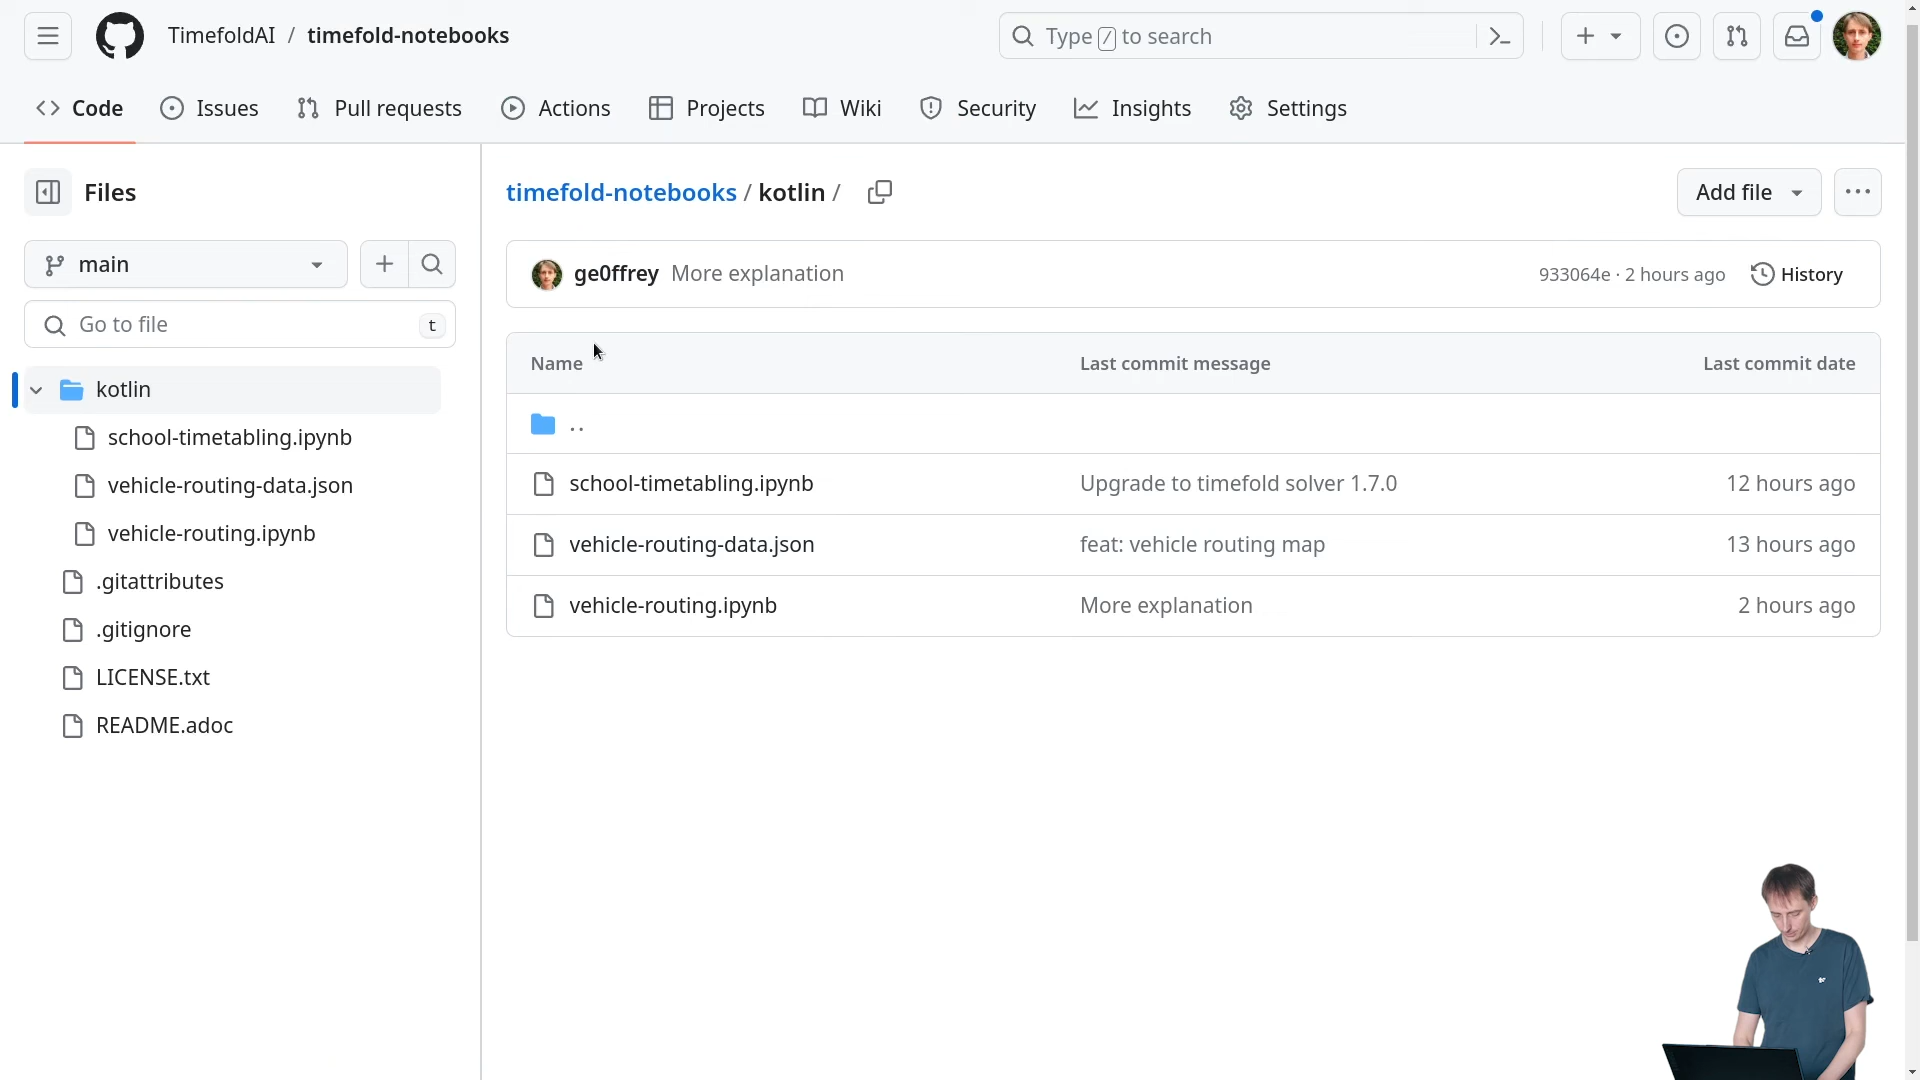 TimefoldAI / timefold-notebooks
Type / to search
Code
Issues
Pull requests
Actions
Projects
Wiki
Security
Insights
Settings
Files
main
Go to file
t
kotlin
school-timetabling.ipynb
vehicle-routing-data.json
vehicle-routing.ipynb
.gitattributes
.gitignore
LICENSE.txt
README.adoc
timefold-notebooks / kotlin /
Add file
ge0ffrey More explanation
933064e · 2 hours ago
History
Name Last commit message Last commit date
..
school-timetabling.ipynb Upgrade to timefold solver 1.7.0 12 hours ago
vehicle-routing-data.json feat: vehicle routing map 13 hours ago
vehicle-routing.ipynb More explanation 2 hours ago